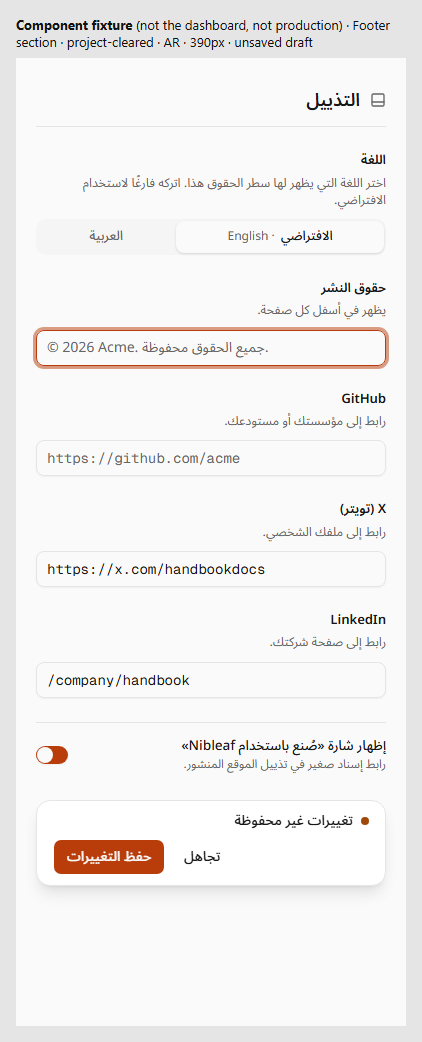 Component fixture (not the dashboard, not production) · Footer
section · project-cleared · AR · 390px · unsaved draft
التذييل
اللغة
اختر اللغة التي يظهر لها سطر الحقوق هذا. اتركه فارغًا لاستخدام
الافتراضي.
الافتراضي · English
العربية
حقوق النشر
يظهر في أسفل كل صفحة.
© 2026 Acme. جميع الحقوق محفوظة.
GitHub
رابط إلى مؤسستك أو مستودعك.
https://github.com/acme
X (تويتر)
رابط إلى ملفك الشخصي.
https://x.com/handbookdocs
LinkedIn
رابط إلى صفحة شركتك.
/company/handbook
إظهار شارة «صُنع باستخدام Nibleaf»
رابط إسناد صغير في تذييل الموقع المنشور.
تغييرات غير محفوظة
تجاهل
حفظ التغييرات